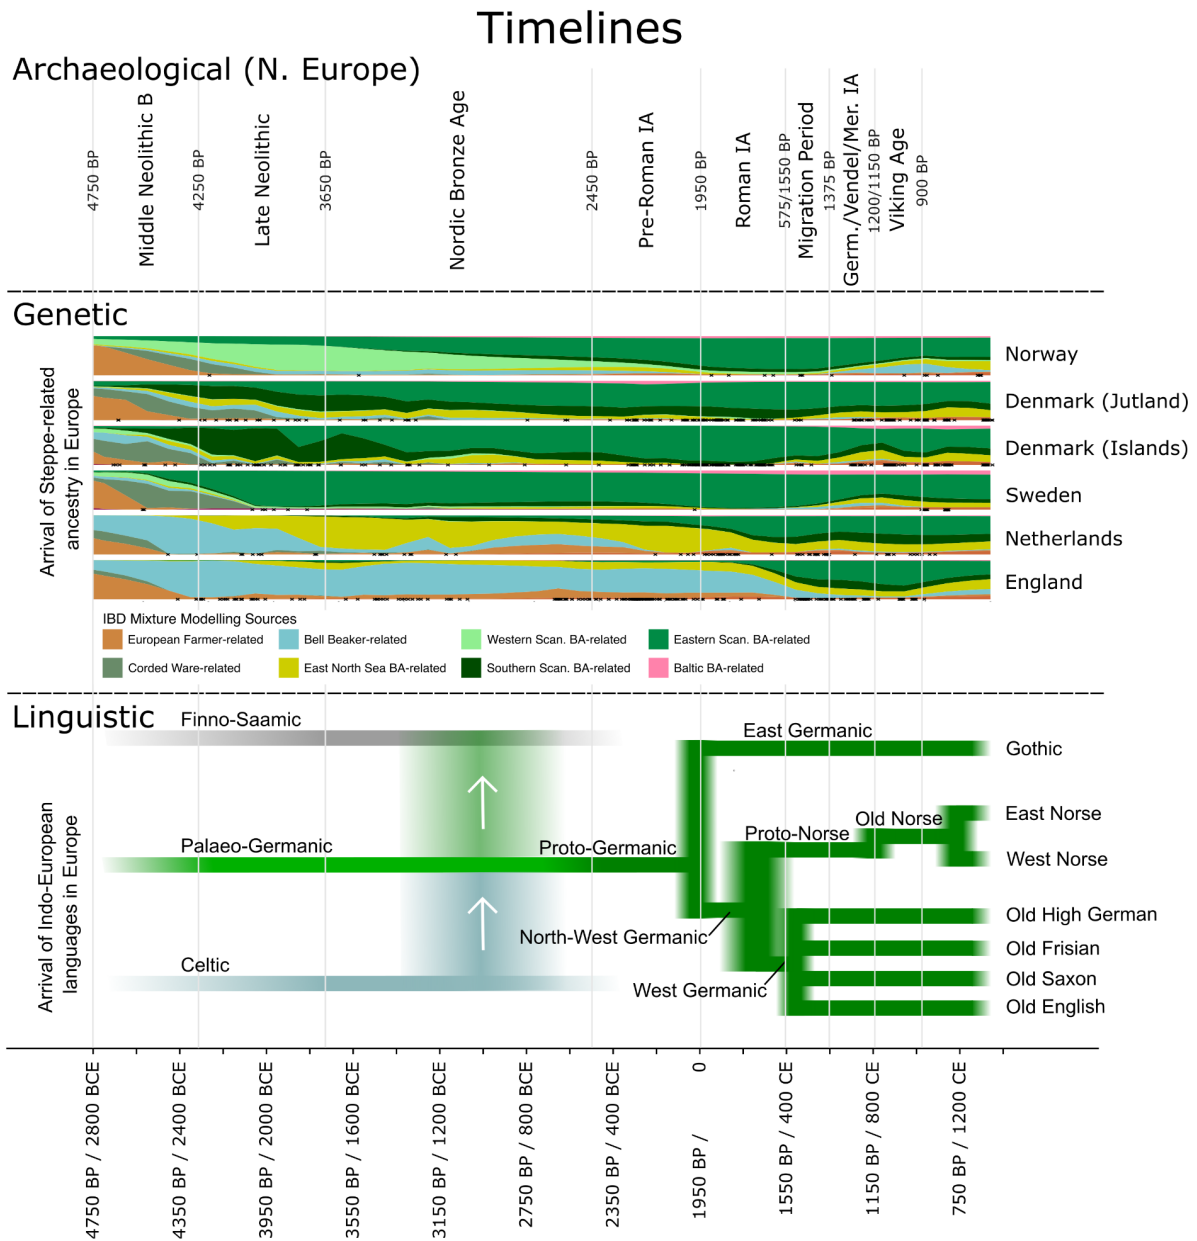 Timelines
Archaeological (N. Europe)
4750 BP
Middle Neolithic B
4250 BP
Late Neolithic
3650 BP
Nordic Bronze Age
2450 BP
Pre-Roman IA
1950 BP
Roman IA
575/1550 BP
Migration Period
1375 BP
Germ./Vendel/Mer. IA
1200/1150 BP
Viking Age
900 BP
Genetic
Arrival of Steppe-related
ancestry in Europe
Norway
Denmark (Jutland)
Denmark (Islands)
Sweden
Netherlands
England
IBD Mixture Modelling Sources
European Farmer-related
Bell Beaker-related
Western Scan. BA-related
Eastern Scan. BA-related
Corded Ware-related
East North Sea BA-related
Southern Scan. BA-related
Baltic BA-related
Linguistic
Arrival of Indo-European
languages in Europe
Finno-Saamic
East Germanic
Gothic
Old Norse
East Norse
Proto-Norse
Palaeo-Germanic
Proto-Germanic
West Norse
Old High German
North-West Germanic
Old Frisian
Celtic
Old Saxon
West Germanic
Old English
4750 BP / 2800 BCE
4350 BP / 2400 BCE
3950 BP / 2000 BCE
3550 BP / 1600 BCE
3150 BP / 1200 BCE
2750 BP / 800 BCE
2350 BP / 400 BCE
1950 BP / 0
1550 BP / 400 CE
1150 BP / 800 CE
750 BP / 1200 CE